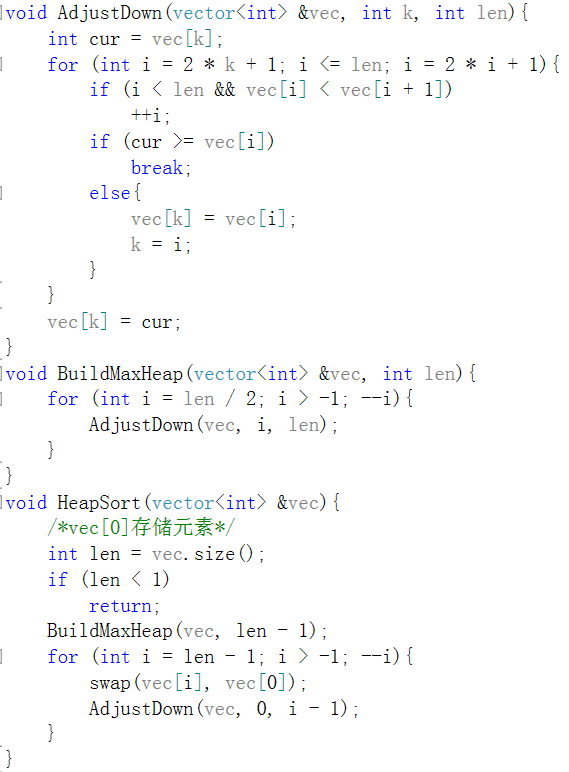 void AdjustDown(vector<int> &vec, int k, int len){
    int cur = vec[k];
    for (int i = 2 * k + 1; i <= len; i = 2 * i + 1){
        if (i < len && vec[i] < vec[i + 1])
            ++i;
        if (cur >= vec[i])
            break;
        else{
            vec[k] = vec[i];
            k = i;
        }
    }
    vec[k] = cur;
}
void BuildMaxHeap(vector<int> &vec, int len){
    for (int i = len / 2; i > -1; --i){
        AdjustDown(vec, i, len);
    }
}
void HeapSort(vector<int> &vec){
    /*vec[0]存储元素*/
    int len = vec.size();
    if (len < 1)
        return;
    BuildMaxHeap(vec, len - 1);
    for (int i = len - 1; i > -1; --i){
        swap(vec[i], vec[0]);
        AdjustDown(vec, 0, i - 1);
    }
}